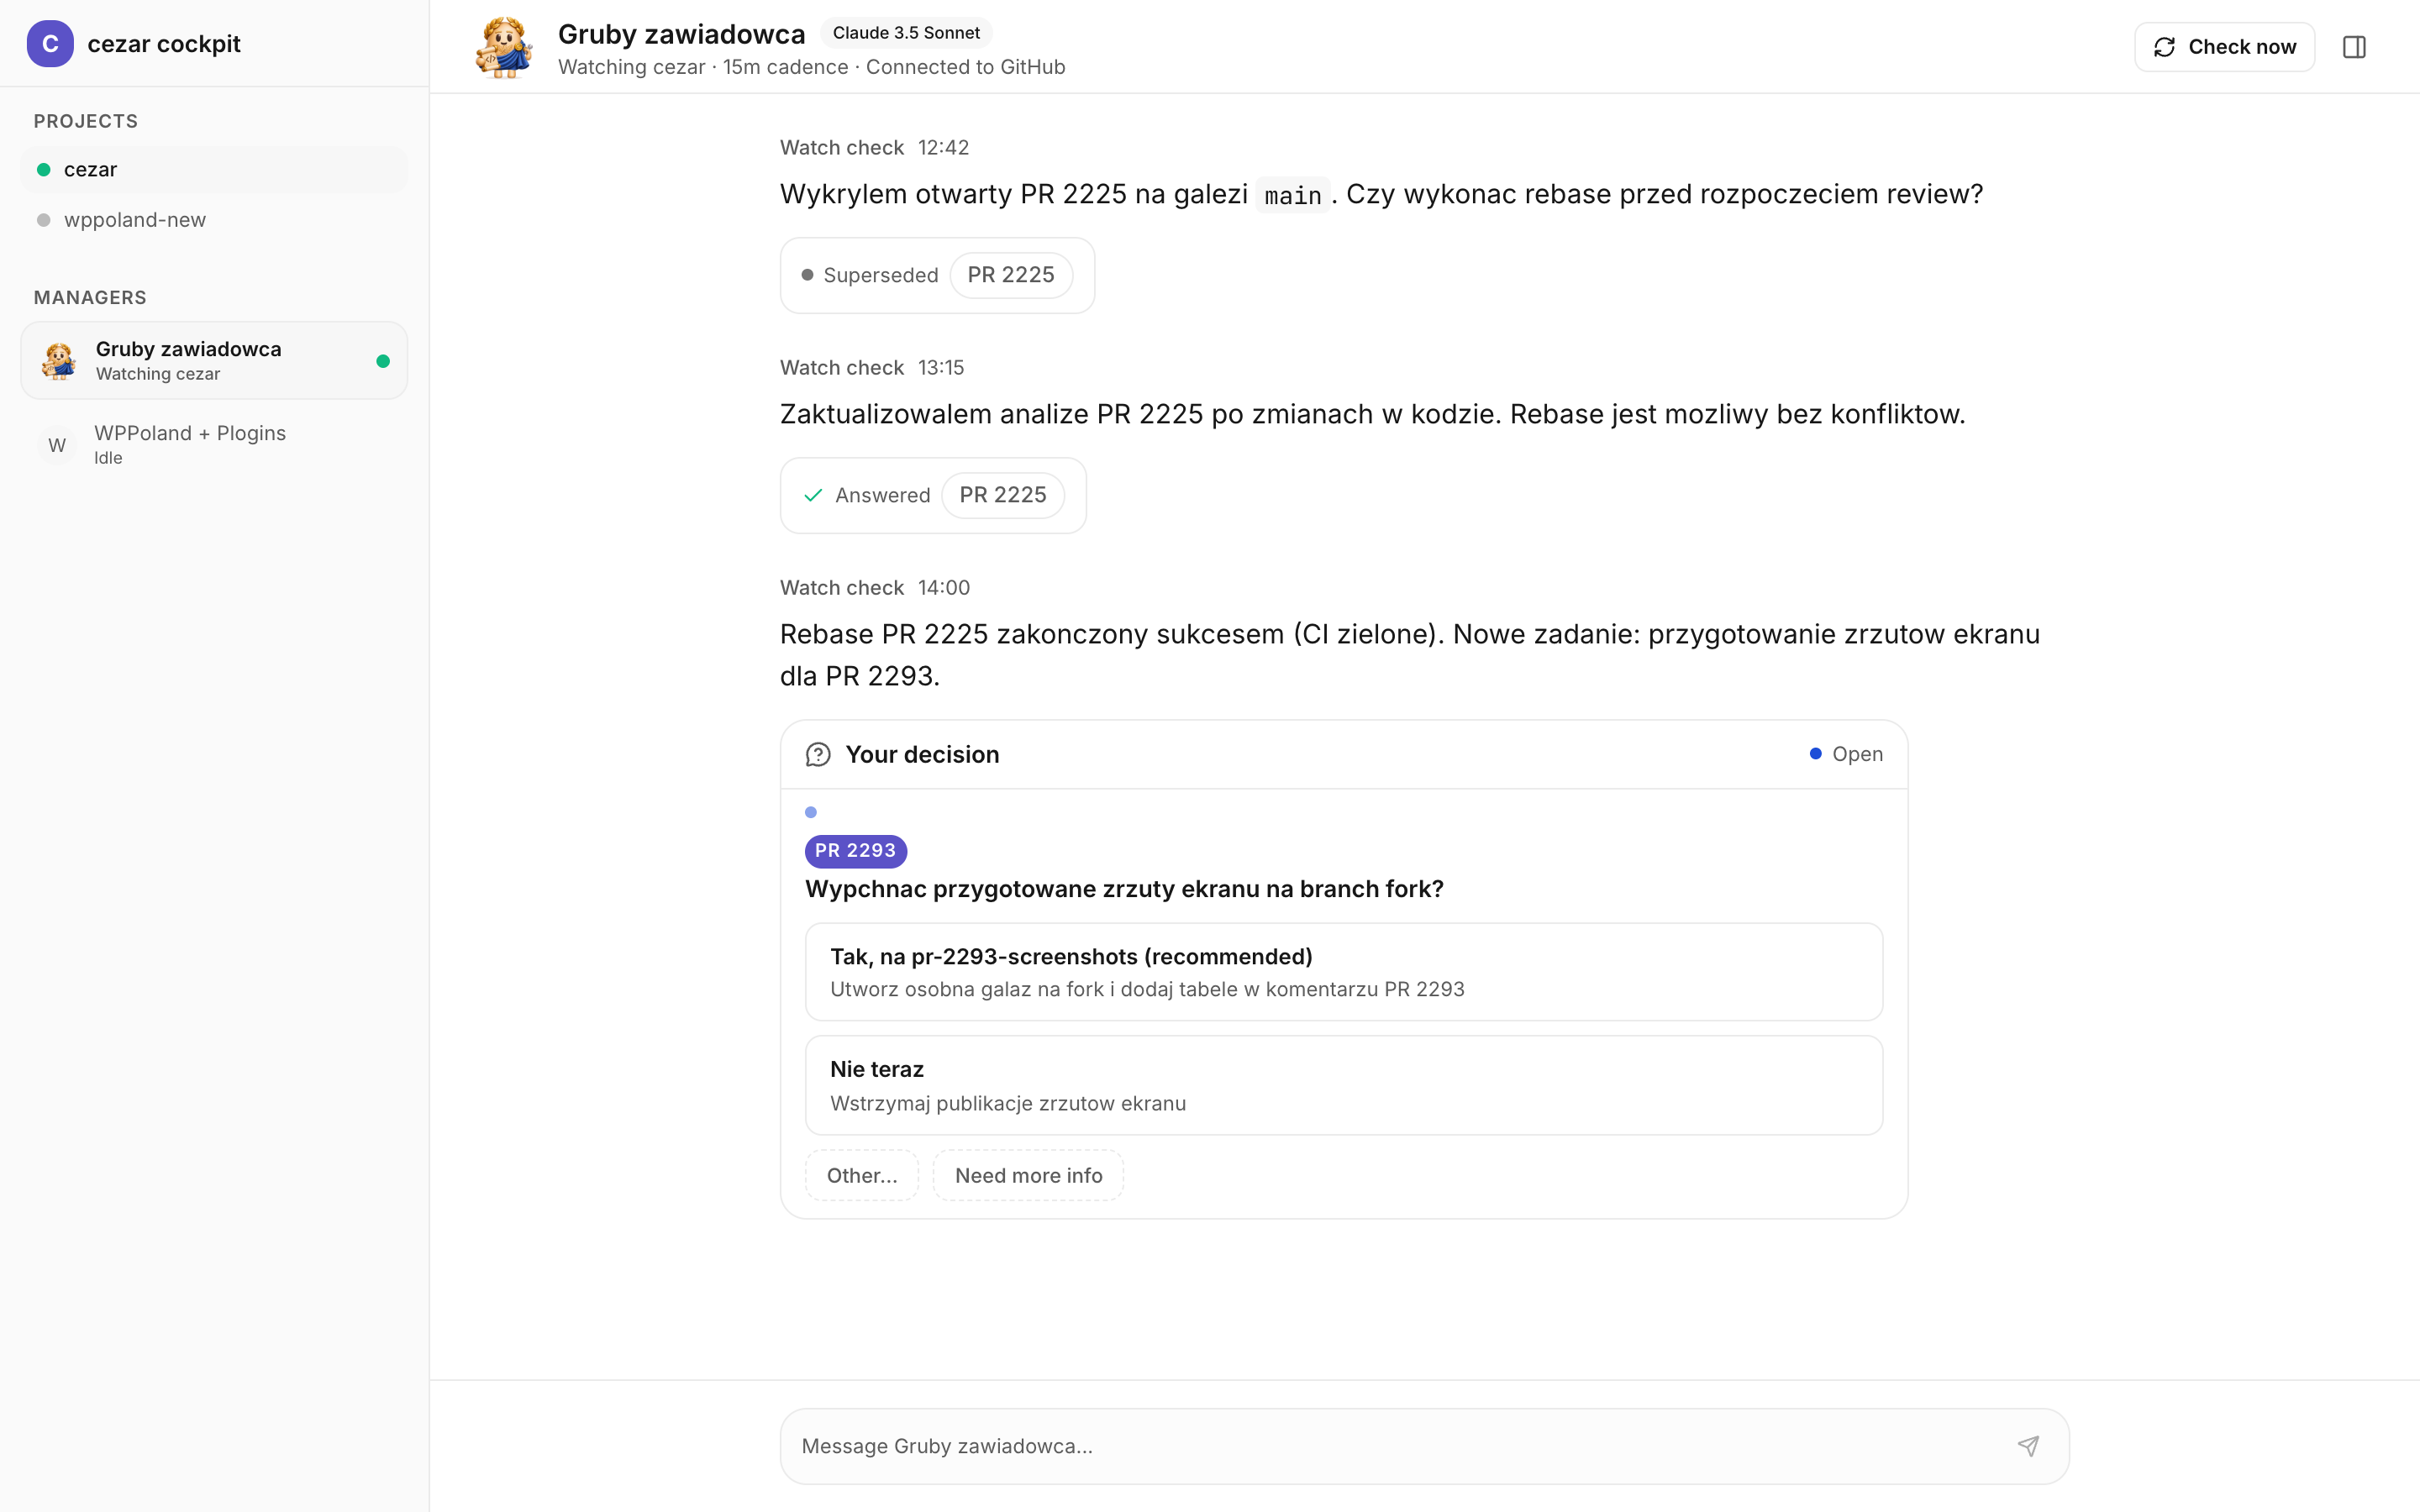 C cezar cockpit
PROJECTS
cezar
wppoland-new
MANAGERS
Gruby zawiadowca
Watching cezar
W WPPoland + Plogins
Idle
Gruby zawiadowca Claude 3.5 Sonnet
Watching cezar · 15m cadence · Connected to GitHub
Check now
Watch check 12:42
Wykrylem otwarty PR 2225 na galezi main. Czy wykonac rebase przed rozpoczeciem review?
Superseded PR 2225
Watch check 13:15
Zaktualizowalem analize PR 2225 po zmianach w kodzie. Rebase jest mozliwy bez konfliktow.
Answered PR 2225
Watch check 14:00
Rebase PR 2225 zakonczony sukcesem (CI zielone). Nowe zadanie: przygotowanie zrzutow ekranu
dla PR 2293.
Your decision Open
PR 2293
Wypchnac przygotowane zrzuty ekranu na branch fork?
Tak, na pr-2293-screenshots (recommended)
Utworz osobna galaz na fork i dodaj tabele w komentarzu PR 2293
Nie teraz
Wstrzymaj publikacje zrzutow ekranu
Other... Need more info
Message Gruby zawiadowca...